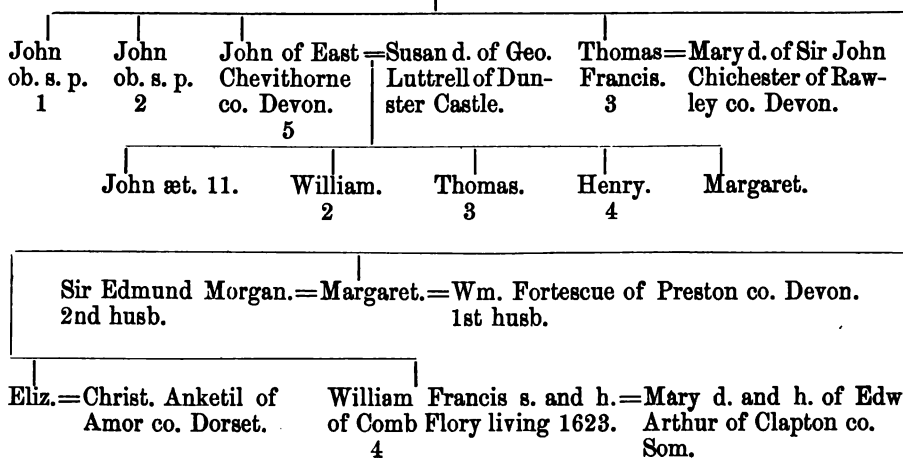 John John John of East = Susan d. of Geo. Thomas = Mary d. of Sir John
ob. s. p. ob. s. p. Chevithorne Luttrell of Dun- Francis. Chichester of Raw-
1 2 co. Devon. ster Castle. 3 ley co. Devon.
5
John æt. 11. William. Thomas. Henry. Margaret.
2 3 4
Sir Edmund Morgan. = Margaret. = Wm. Fortescue of Preston co. Devon.
2nd husb. 1st husb.
Eliz. = Christ. Anketil of William Francis s. and h. = Mary d. and h. of Edw
Amor co. Dorset. of Comb Flory living 1623. Arthur of Clapton co.
4 Som.